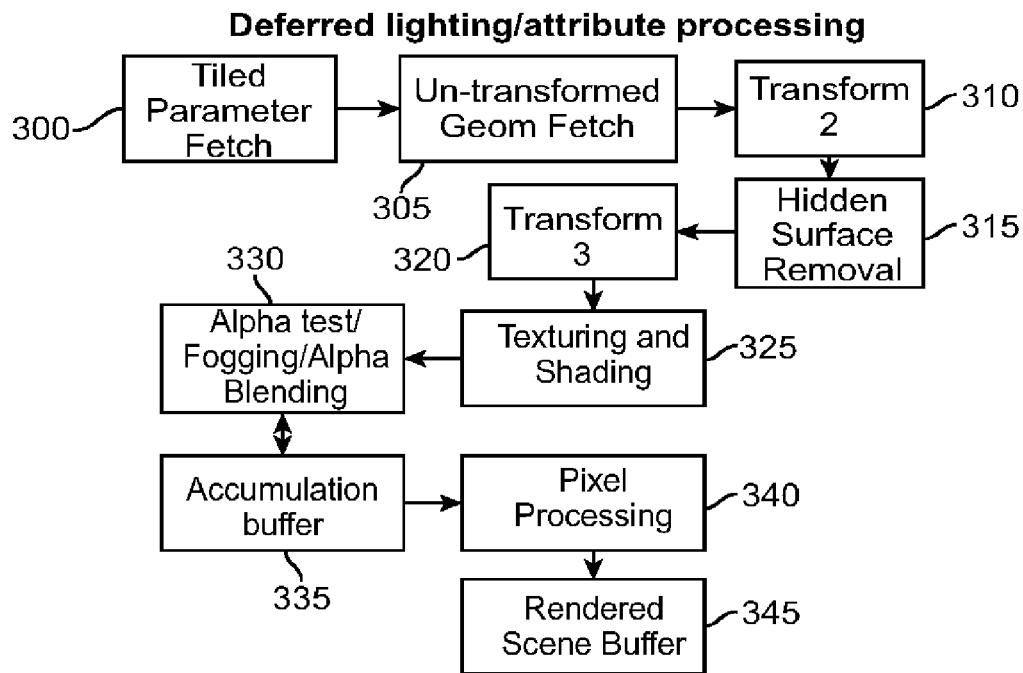 Deferred lighting/attribute processing
300
Tiled
Parameter
Fetch
Un-transformed
Geom Fetch
305
Transform
2
310
Hidden
Surface
Removal
315
Transform
3
320
330
Alpha test/
Fogging/Alpha
Blending
Texturing and
Shading
325
Accumulation
buffer
335
Pixel
Processing
340
Rendered
Scene Buffer
345